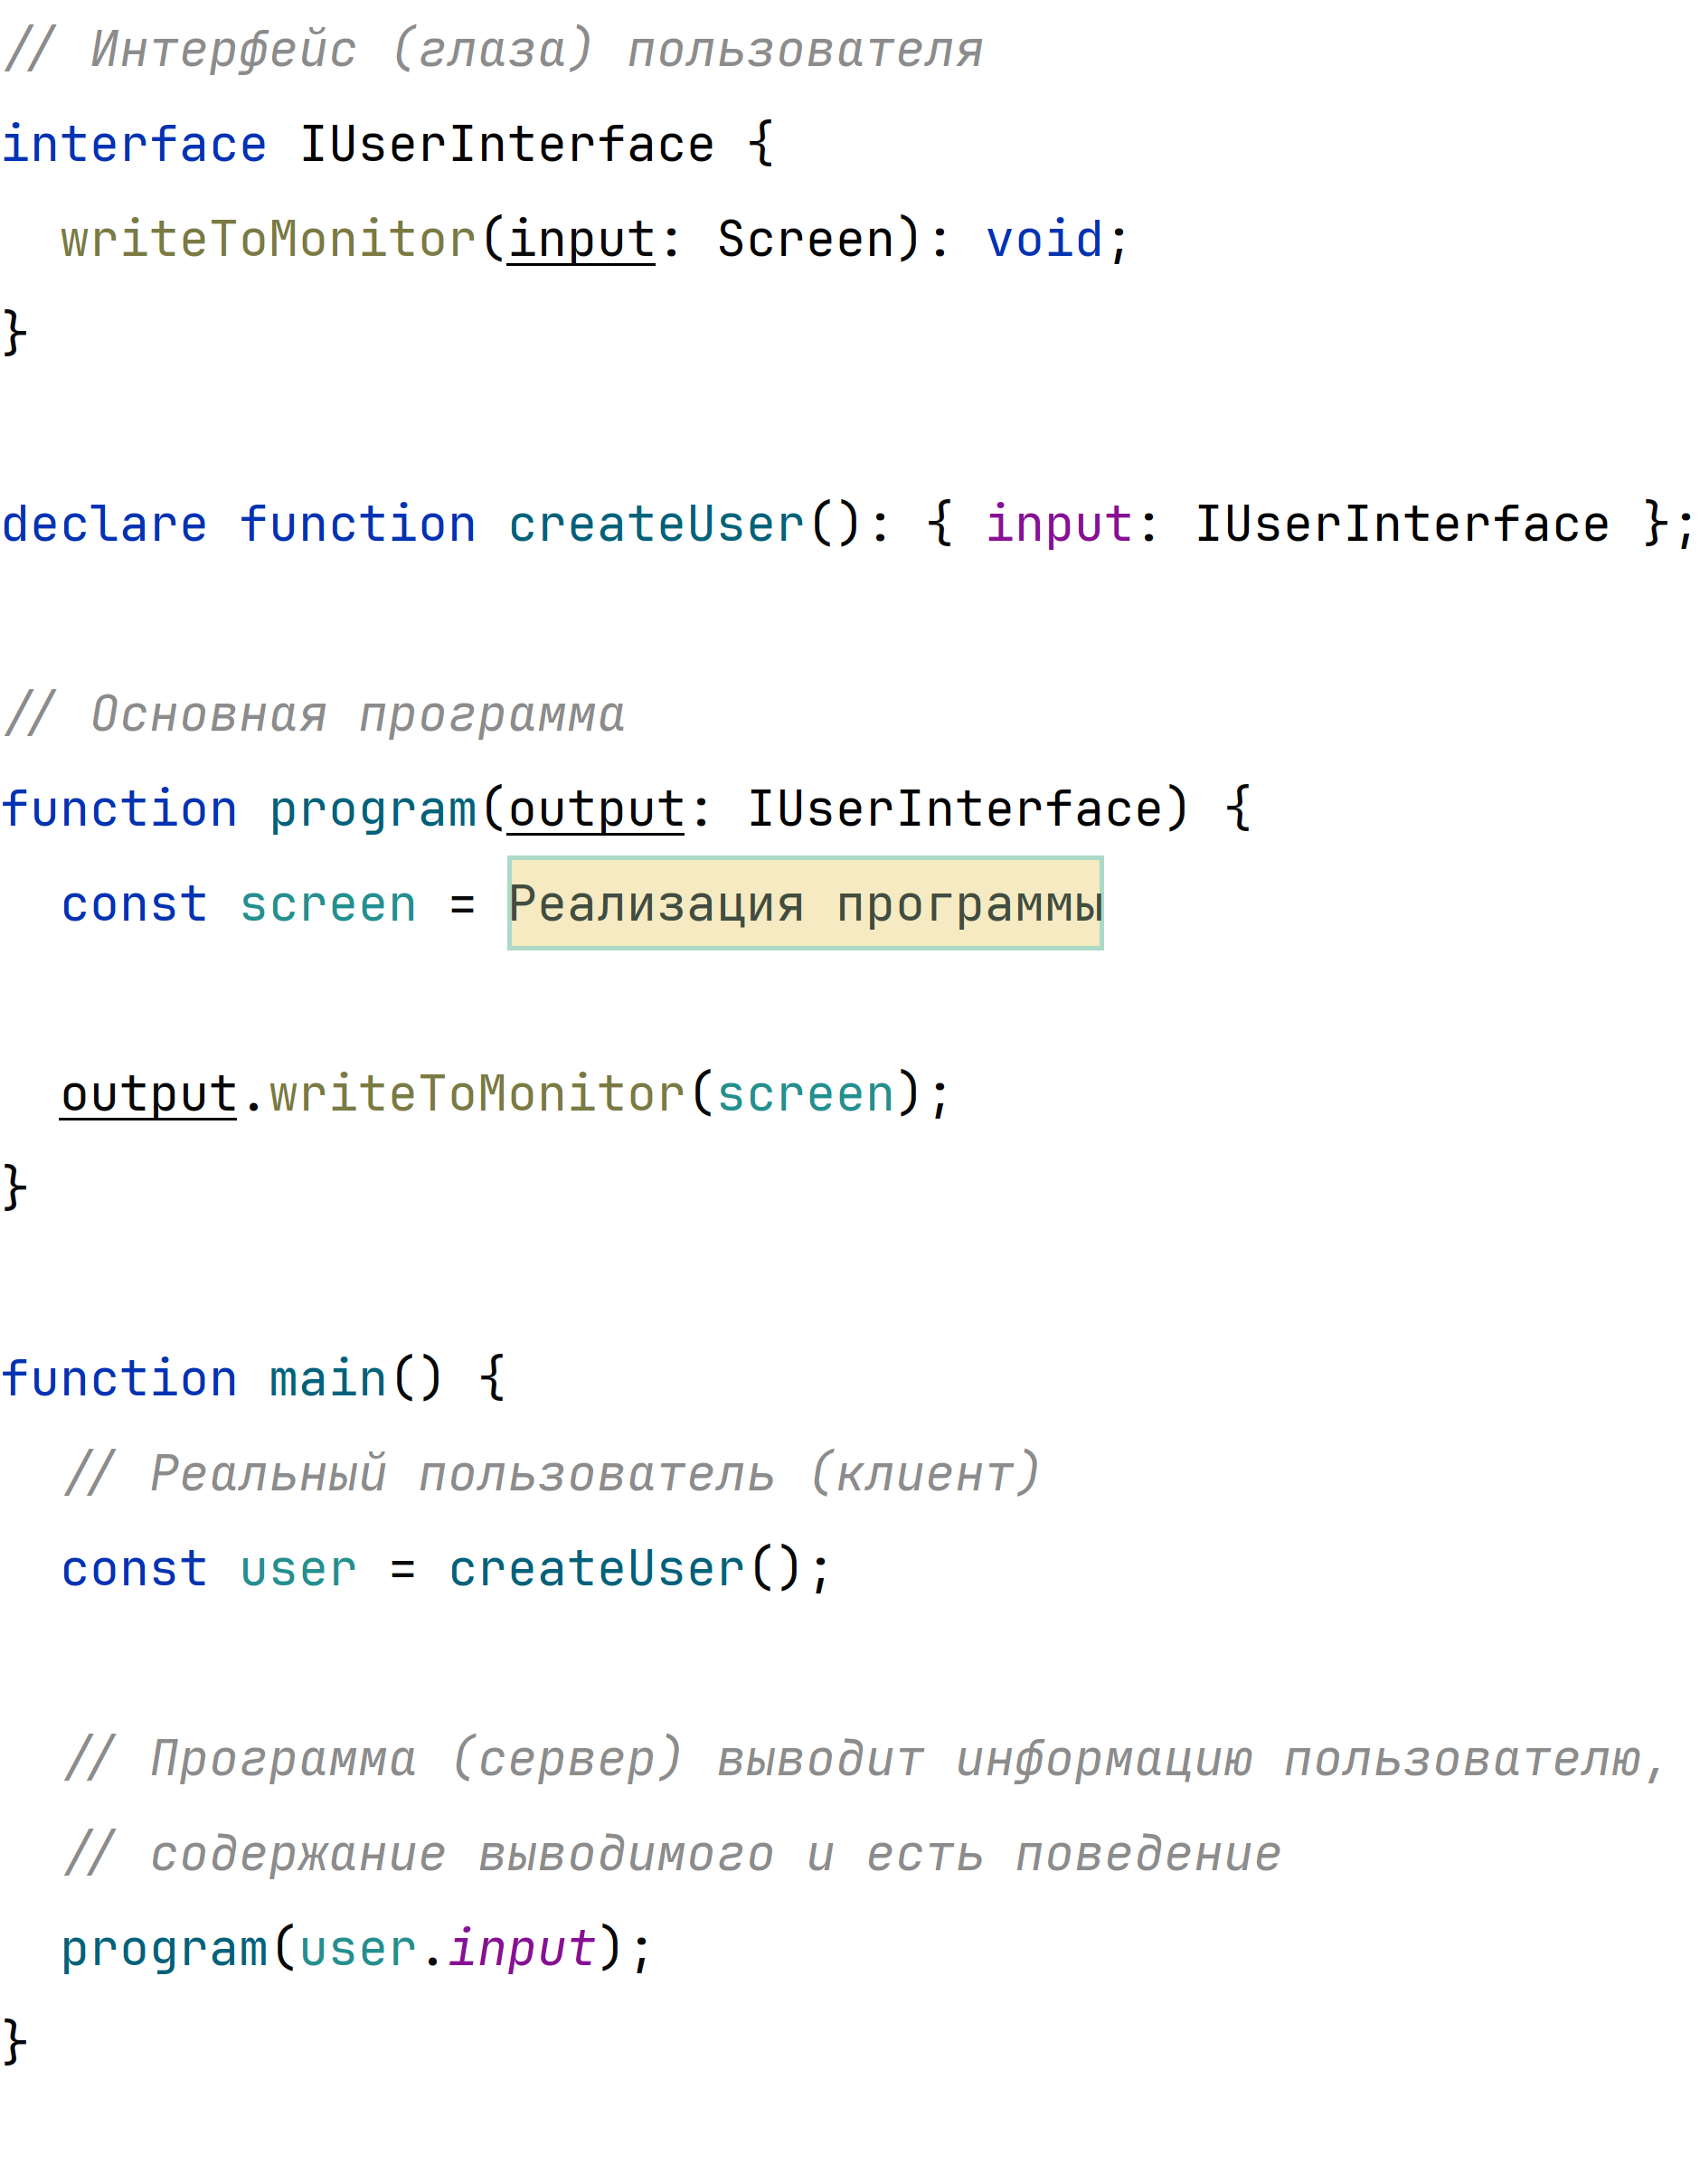 // Интерфейс (глаза) пользователя
interface IUserInterface {
  writeToMonitor(input: Screen): void;
}
declare function createUser(): { input: IUserInterface };
// Основная программа
function program(output: IUserInterface) {
  const screen = Реализация программы
  output.writeToMonitor(screen);
}
function main() {
  // Реальный пользователь (клиент)
  const user = createUser();
  // Программа (сервер) выводит информацию пользователю,
  // содержание выводимого и есть поведение
  program(user.input);
}